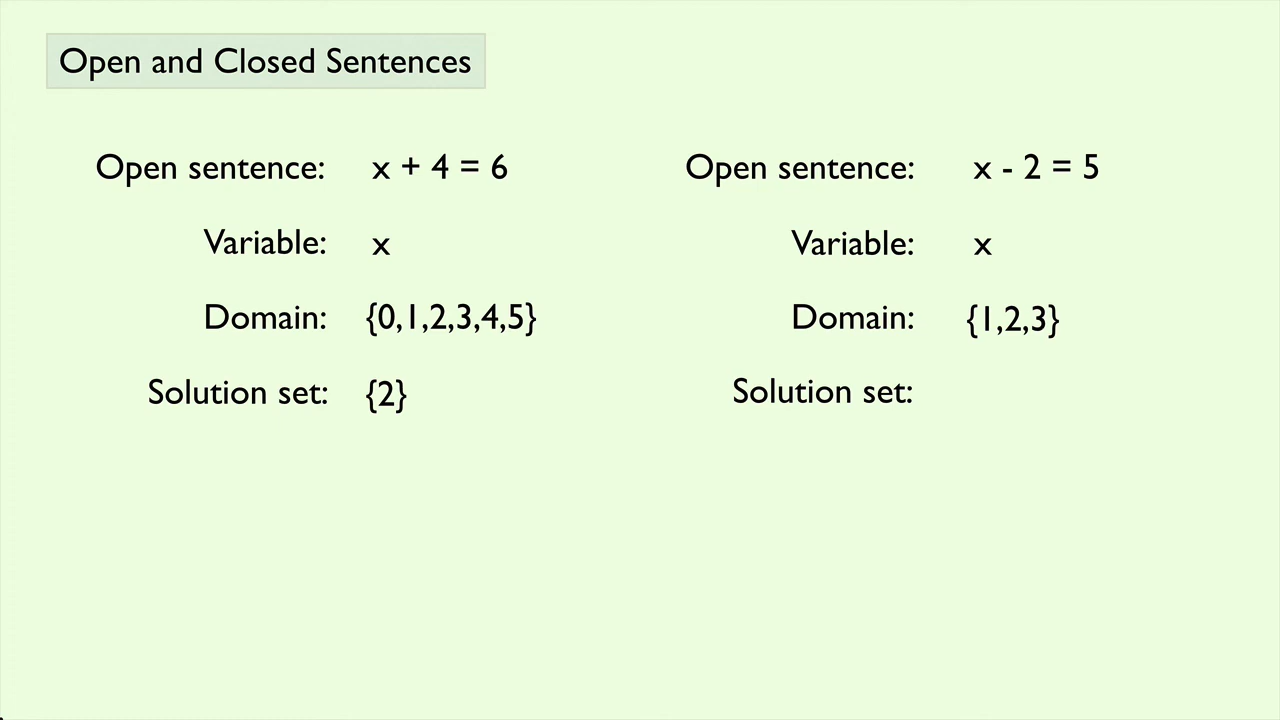 Open and Closed Sentences
Open sentence: x + 4 = 6
Variable: x
Domain: {0,1,2,3,4,5}
Solution set: {2}
Open sentence: x - 2 = 5
Variable: x
Domain: {1,2,3}
Solution set: